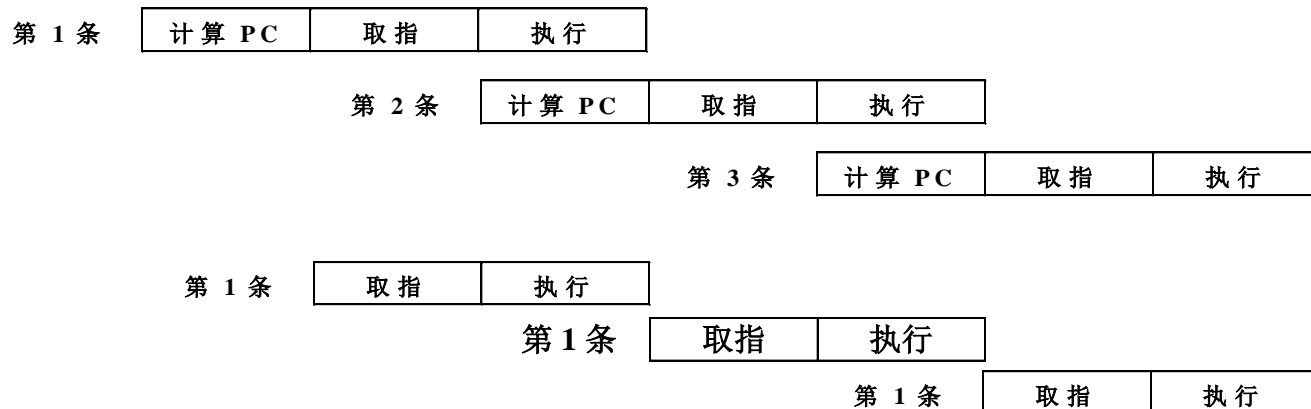 第 1 条 计算 PC 取指 执行
第 2 条 计算 PC 取指 执行
第 3 条 计算 PC 取指 执行
第 1 条 取指 执行
第1条 取指 执行
第 1 条 取指 执行